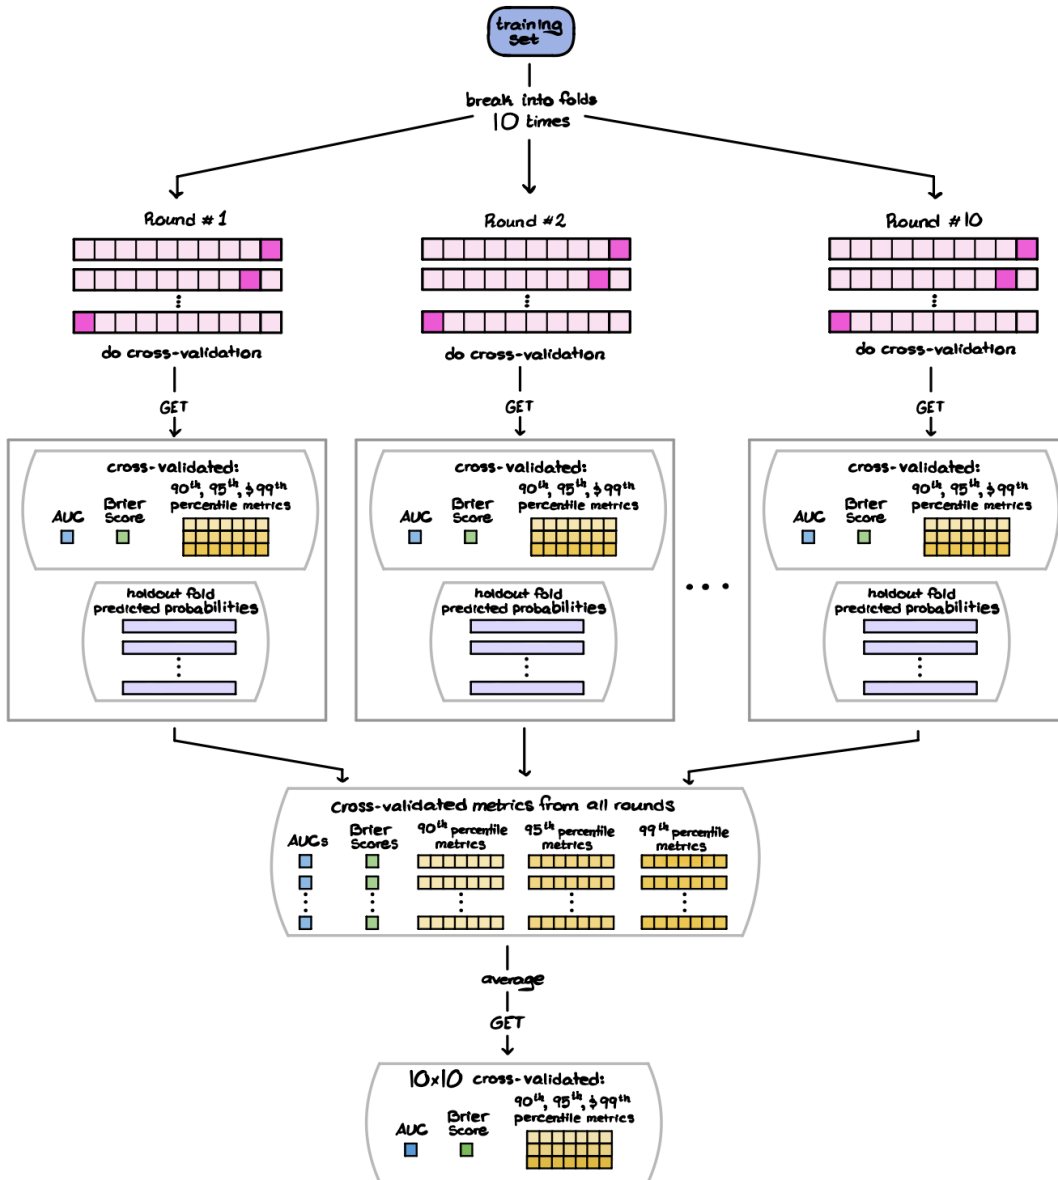 training
set
break into folds
10 times
Round #1
Round #2
Round #10
do cross-validation
do cross-validation
do cross-validation
GET
GET
GET
cross-validated:
AUC
Brier
Score
90th, 95th, & 99th
percentile metrics
holdout fold
predicted probabilities
cross-validated:
AUC
Brier
Score
90th, 95th, & 99th
percentile metrics
holdout fold
predicted probabilities
...
cross-validated:
AUC
Brier
Score
90th, 95th, & 99th
percentile metrics
holdout fold
predicted probabilities
cross-validated metrics from all rounds
AUCs
Brier
Scores
90th percentile
metrics
95th percentile
metrics
99th percentile
metrics
average
GET
10x10 cross-validated:
AUC
Brier
Score
90th, 95th, & 99th
percentile metrics